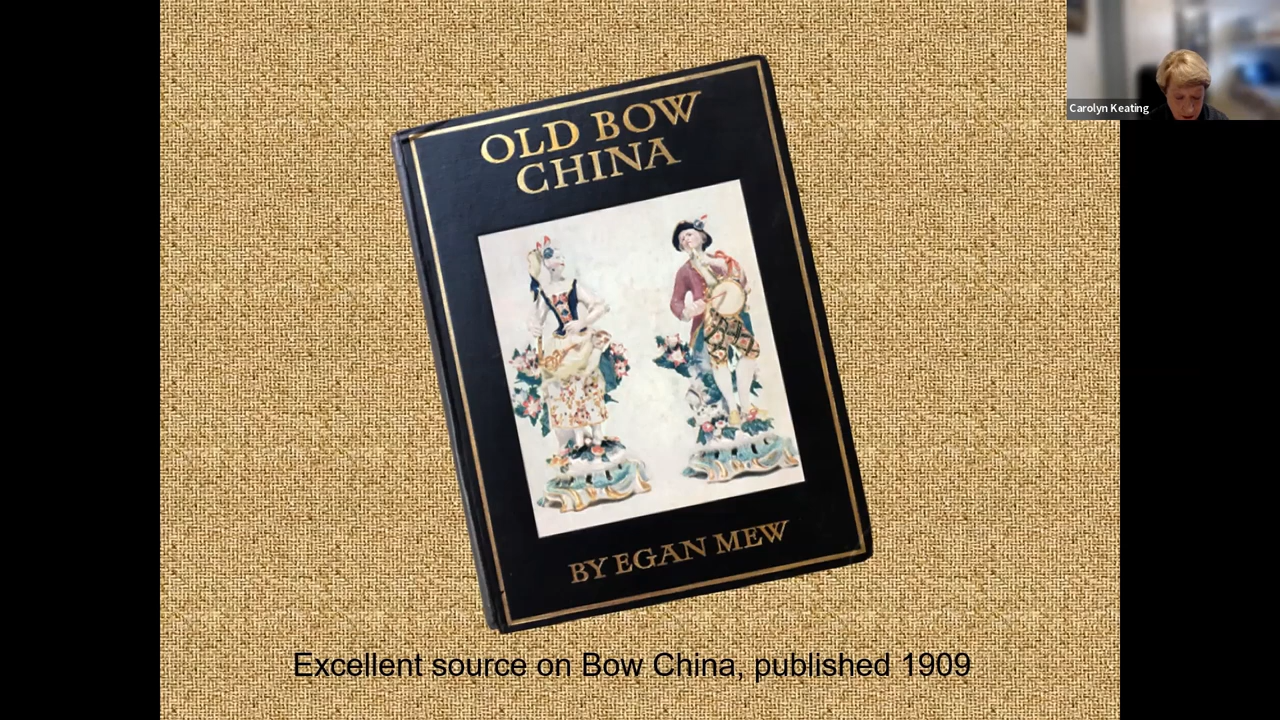 OLD BOW
CHINA
BY EGAN MEW
Excellent source on Bow China, published 1909
Carolyn Keating